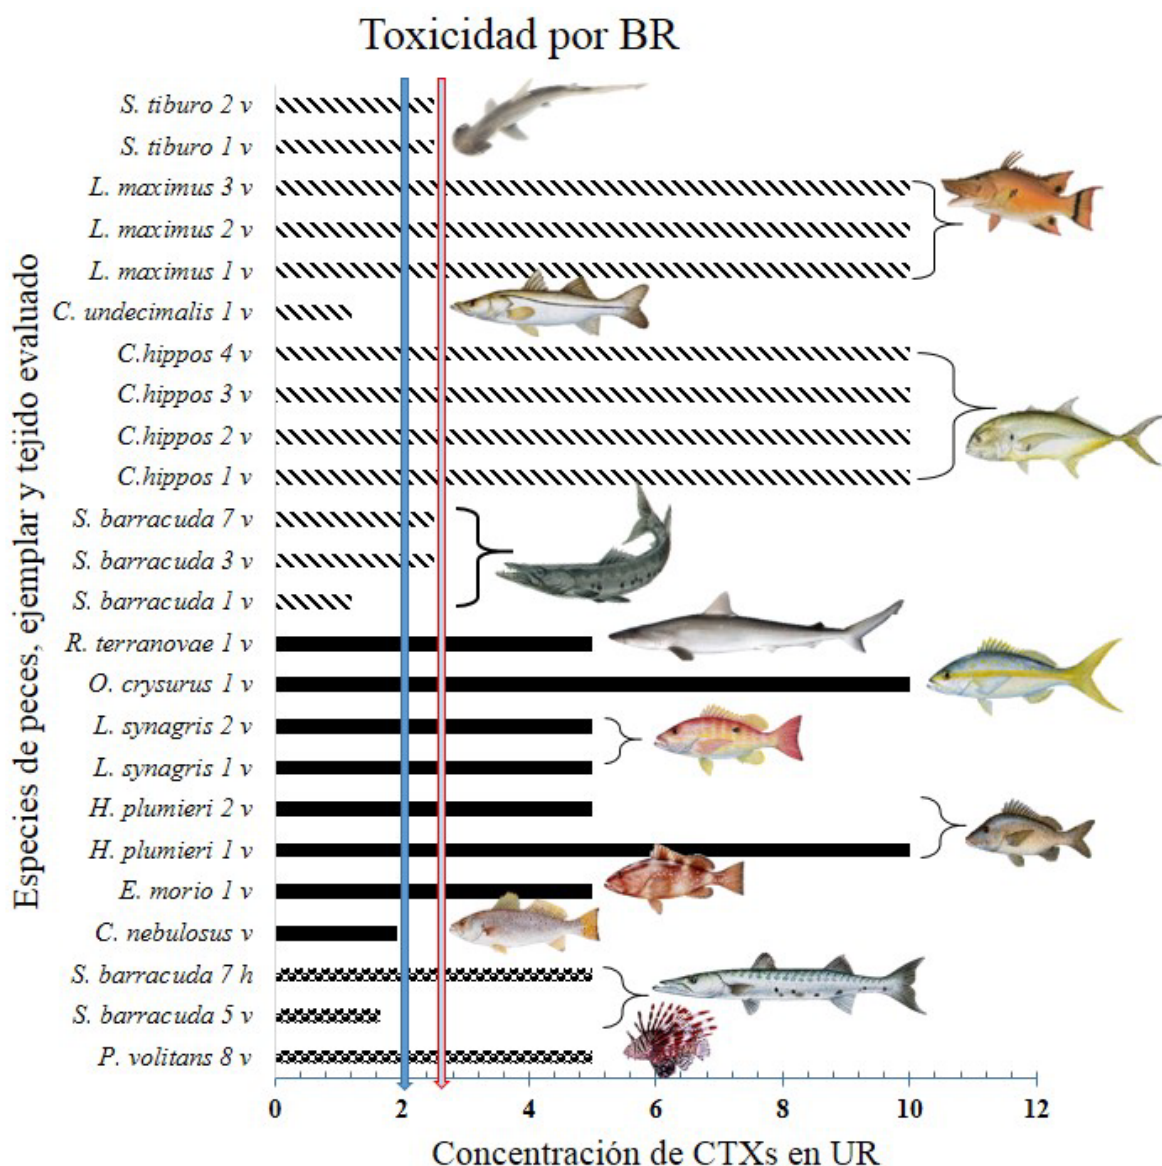 Toxicidad por BR
Especies de peces, ejemplar y tejido evaluado
S. tiburo 2 v
S. tiburo 1 v
L. maximus 3 v
L. maximus 2 v
L. maximus 1 v
C. undecimalis 1 v
C.hippos 4 v
C.hippos 3 v
C.hippos 2 v
C.hippos 1 v
S. barracuda 7 v
S. barracuda 3 v
S. barracuda 1 v
R. terranovae 1 v
O. crysurus 1 v
L. synagris 2 v
L. synagris 1 v
H. plumieri 2 v
H. plumieri 1 v
E. morio 1 v
C. nebulosus v
S. barracuda 7 h
S. barracuda 5 v
P. volitans 8 v
0 2 4 6 8 10 12
Concentración de CTXs en UR